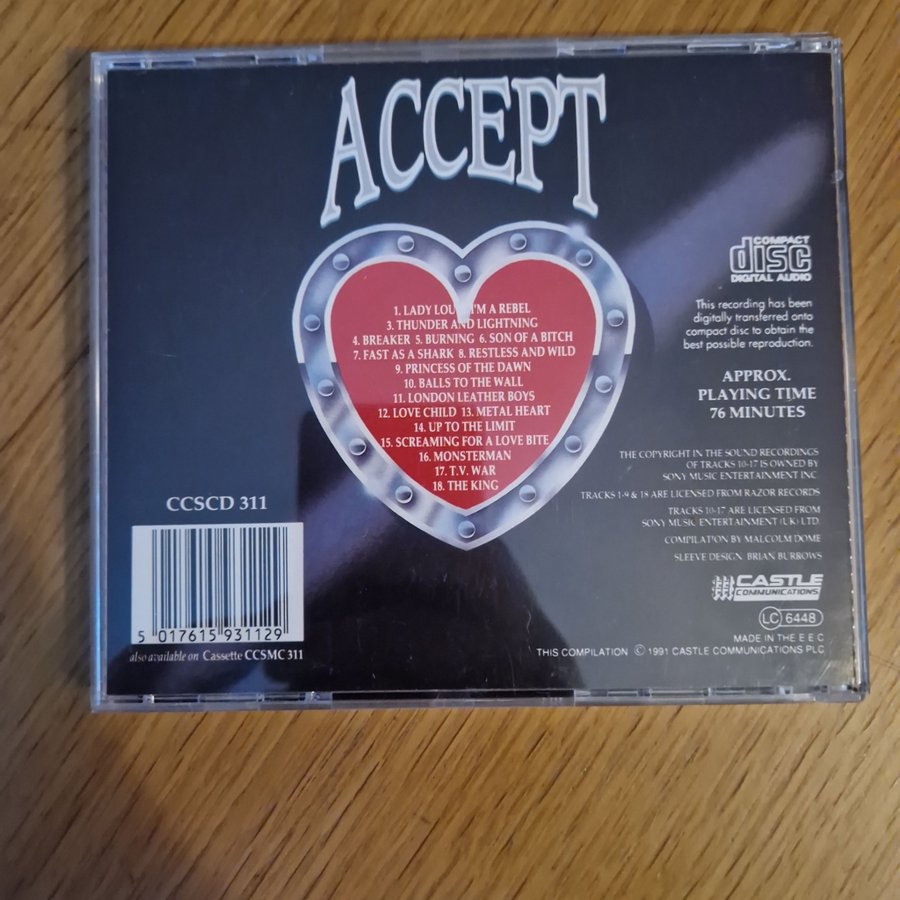 ACCEPT
1. LADY LOU I'M A REBEL
3. THUNDER AND LIGHTNING
4. BREAKER 5. BURNING 6. SON OF A BITCH
7. FAST AS A SHARK 8. RESTLESS AND WILD
9. PRINCESS OF THE DAWN
10. BALLS TO THE WALL
11. LONDON LEATHER BOYS
12. LOVE CHILD 13. METAL HEART
14. UP TO THE LIMIT
15. SCREAMING FOR A LOVE BITE
16. MONSTERMAN
17. T.V. WAR
18. THE KING
COMPACT
disc
DIGITAL AUDIO
This recording has been
digitally transferred onto
compact disc to obtain the
best possible reproduction.
APPROX.
PLAYING TIME
76 MINUTES
THE COPYRIGHT IN THE SOUND RECORDINGS
OF TRACKS 10-17 IS OWNED BY
SONY MUSIC ENTERTAINMENT INC
TRACKS 1-9 & 18 ARE LICENSED FROM RAZOR RECORDS
TRACKS 10-17 ARE LICENSED FROM
SONY MUSIC ENTERTAINMENT (UK) LTD.
COMPILATION BY MALCOLM DOME
SLEEVE DESIGN: BRIAN BURROWS
CASTLE
COMMUNICATIONS
LC 6448
MADE IN THE E E C
THIS COMPILATION © 1991 CASTLE COMMUNICATIONS PLC
CCSCD 311
5 017615 931129
also available on Cassette CCSMC 311